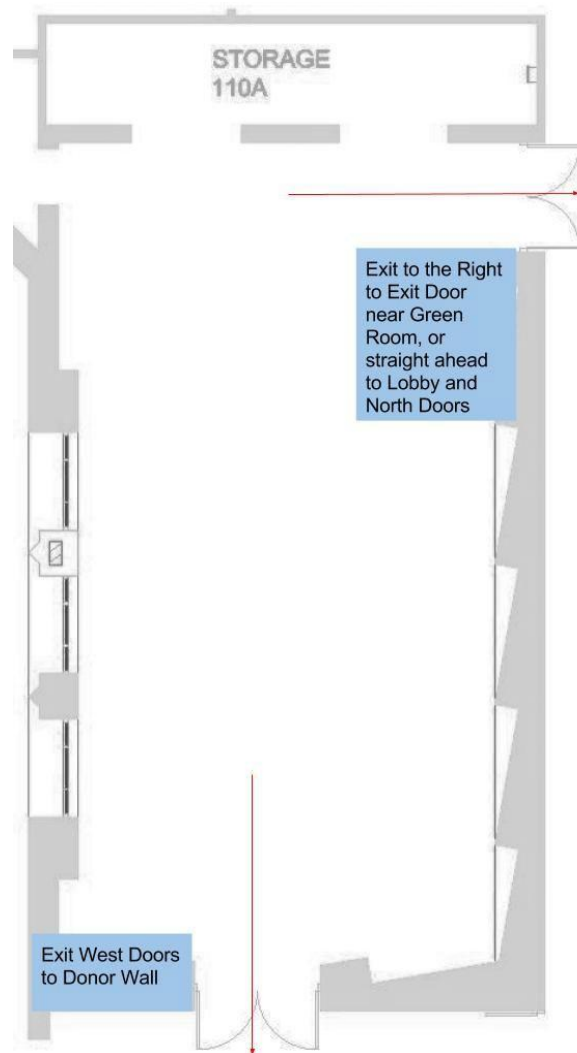 STORAGE
110A
Exit to the Right
to Exit Door
near Green
Room, or
straight ahead
to Lobby and
North Doors
Exit West Doors
to Donor Wall